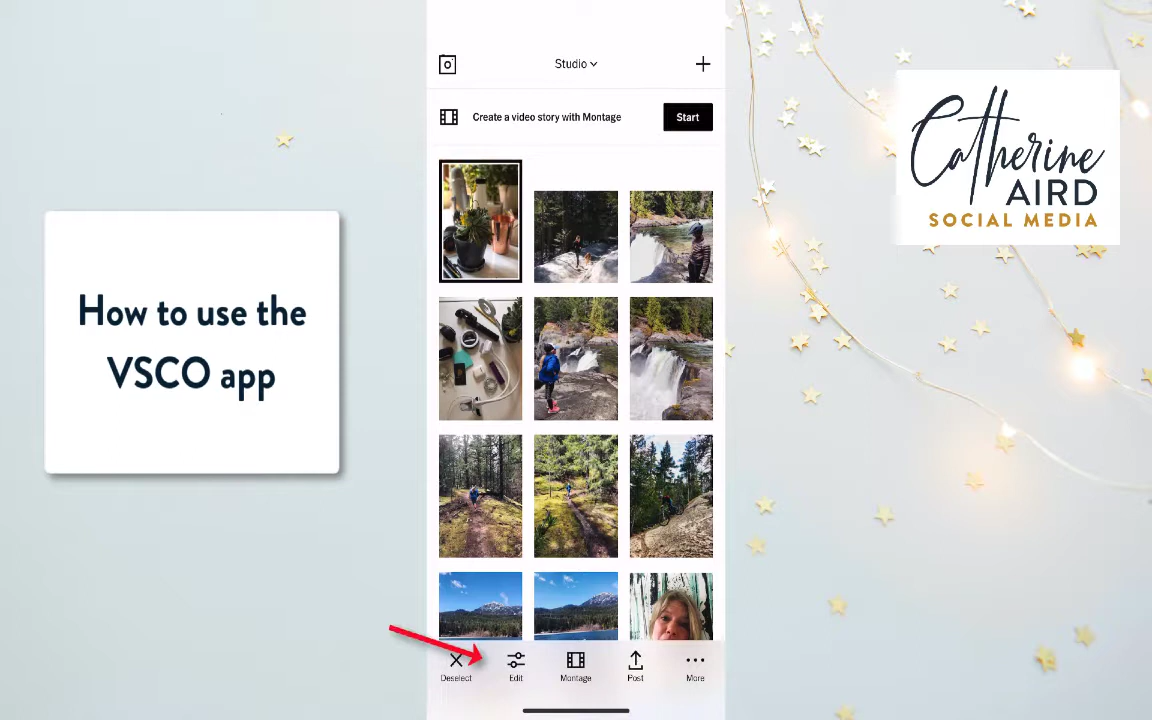 Studio
Create a video story with Montage
Start
How to use the
VSCO app
Catherine
AIRD
SOCIAL MEDIA
Deselect
Edit
Montage
Post
More